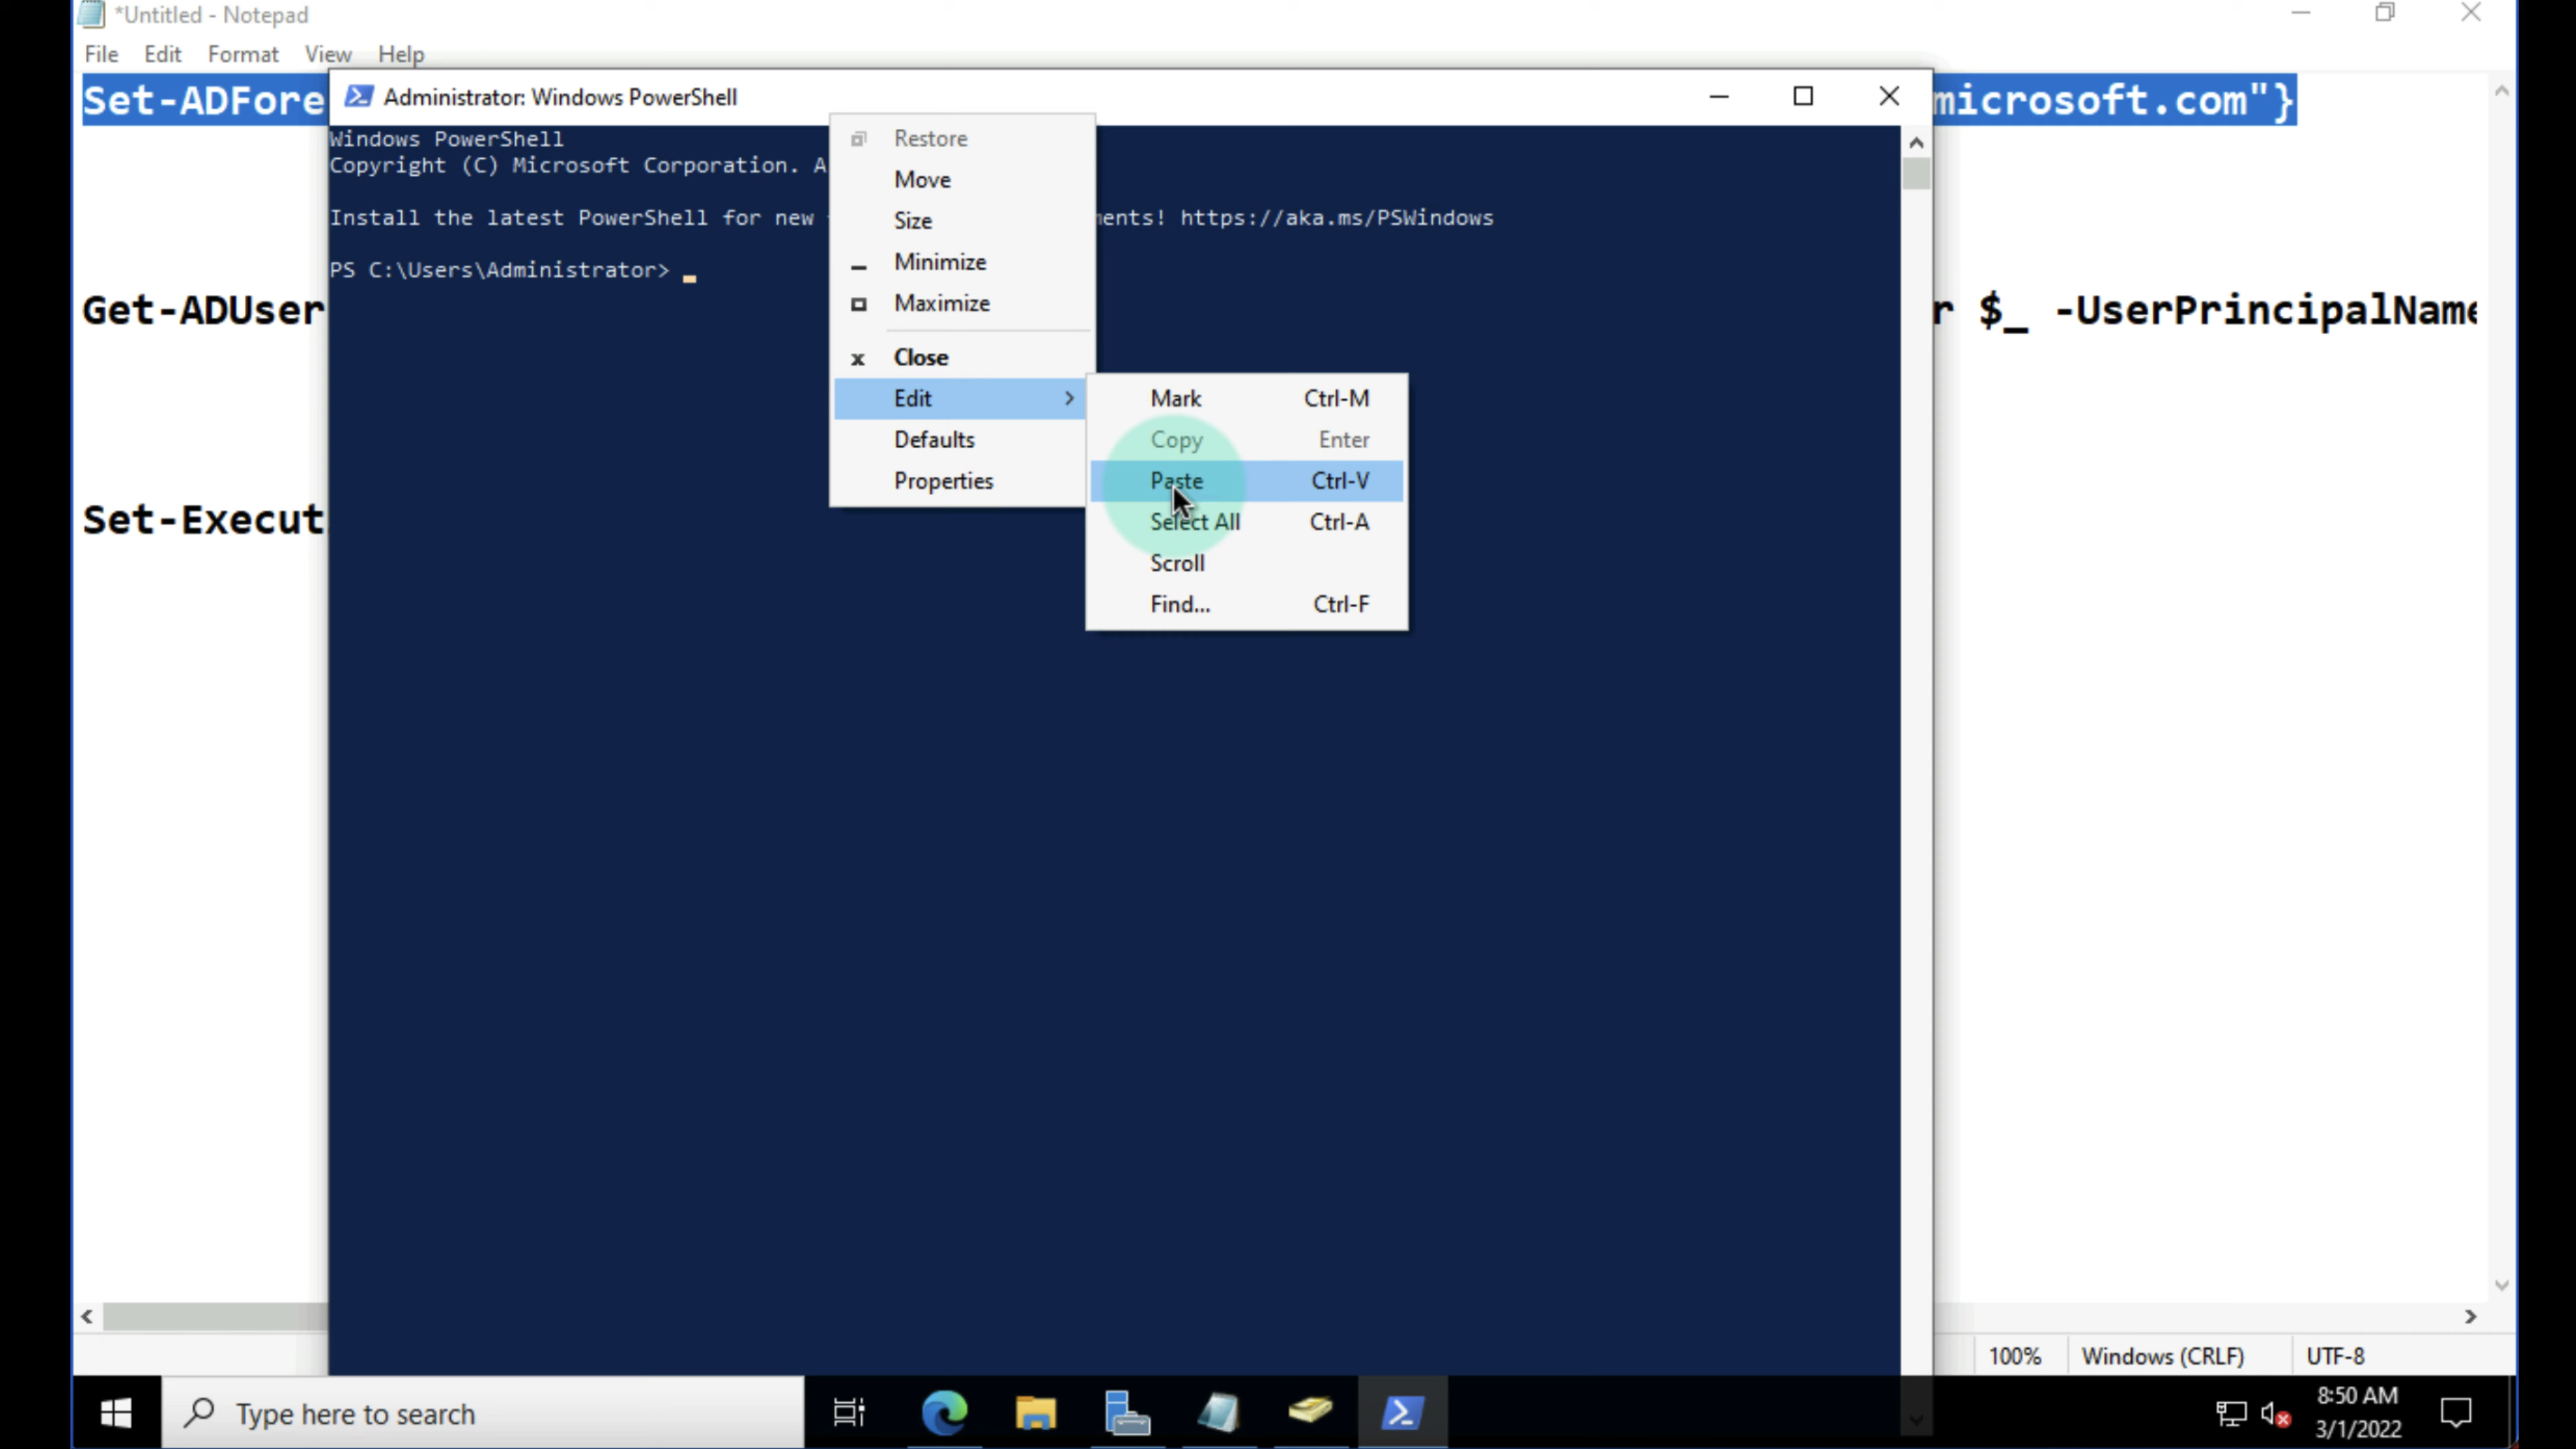 *Untitled - Notepad
File Edit Format View Help
Set-ADFore
microsoft.com"}
Get-ADUser
r $_ -UserPrincipalName
Set-Execut
Administrator: Windows PowerShell
Windows PowerShell
Copyright (C) Microsoft Corporation. A
Install the latest PowerShell for new
ments! https://aka.ms/PSWindows
PS C:\Users\Administrator>
Restore
Move
Size
Minimize
Maximize
Close
Edit
Defaults
Properties
Mark Ctrl-M
Copy Enter
Paste Ctrl-V
Select All Ctrl-A
Scroll
Find... Ctrl-F
100% Windows (CRLF) UTF-8
Type here to search
8:50 AM
3/1/2022